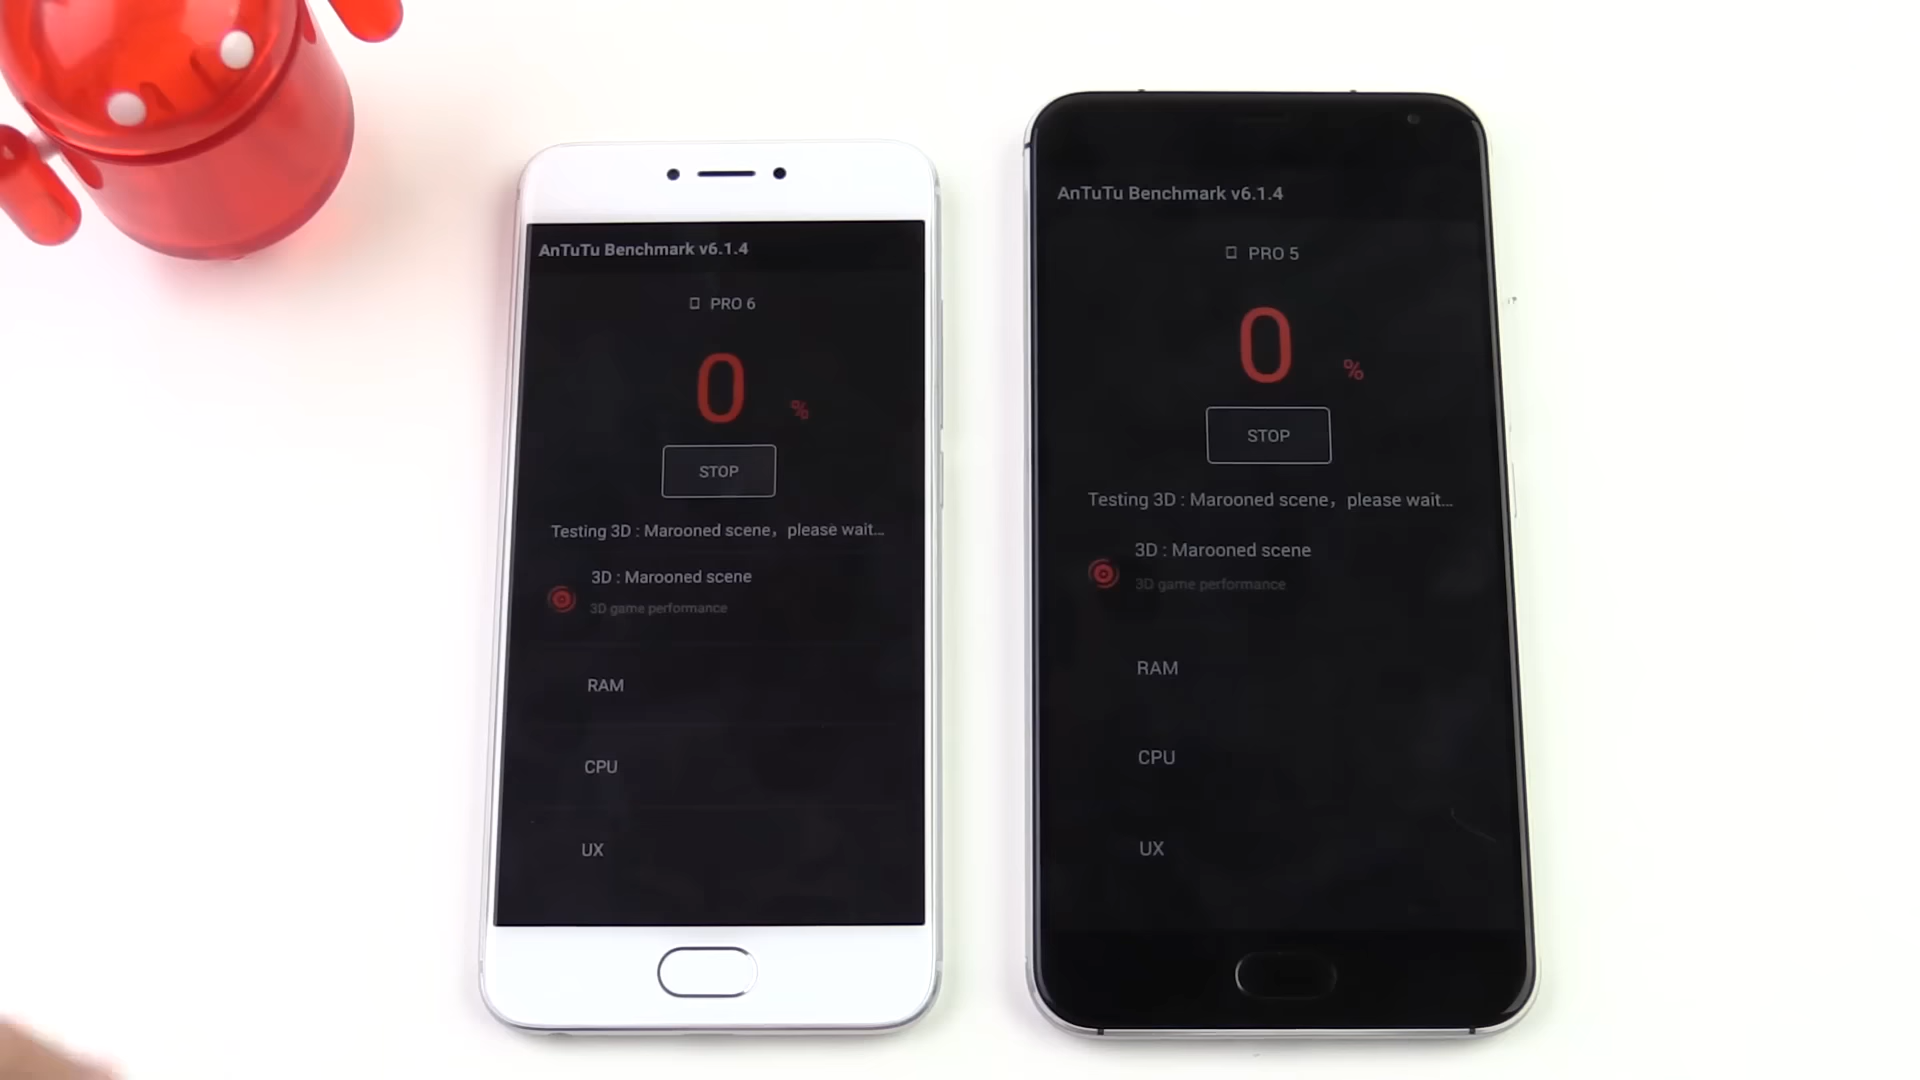 AnTuTu Benchmark v6.1.4
PRO 6
0 %
STOP
Testing 3D : Marooned scene, please wait...
3D : Marooned scene
3D game performance
RAM
CPU
UX
AnTuTu Benchmark v6.1.4
PRO 5
0 %
STOP
Testing 3D : Marooned scene, please wait...
3D : Marooned scene
3D game performance
RAM
CPU
UX